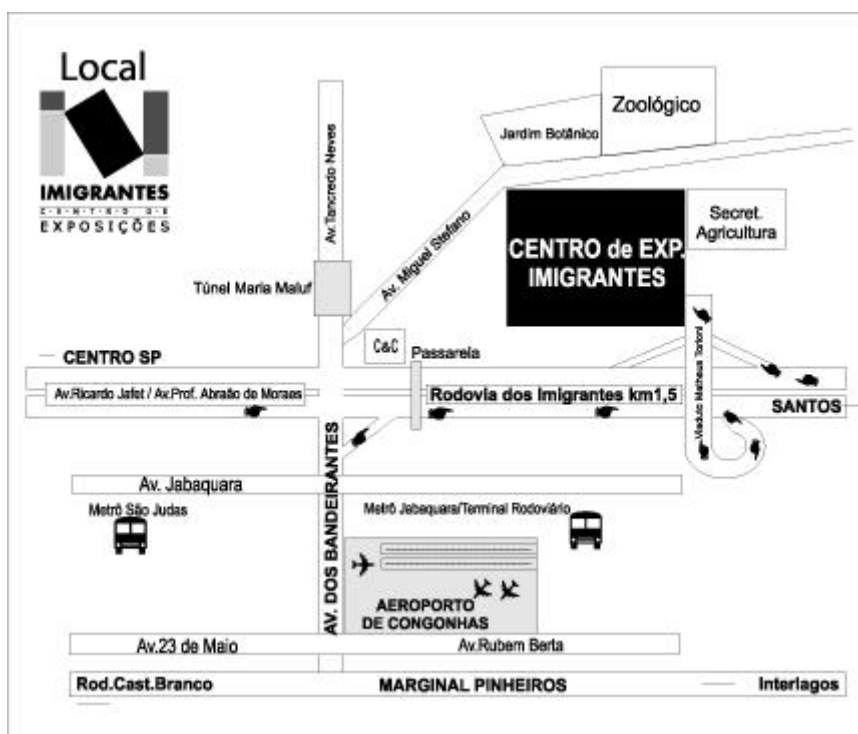 Local
IMIGRANTES
CENTRO DE
EXPOSIÇÕES
Zoológico
Jardim Botânico
Av.Tancredo Neves
Av. Miguel Stefano
CENTRO de EXP.
IMIGRANTES
Secret.
Agricultura
Túnel Maria Maluf
C&C
Passarela
CENTRO SP
Av.Ricardo Jafet / Av.Prof. Abraão de Moraes
Rodovia dos Imigrantes km1,5
Viaduto Matheus Torloni
SANTOS
AV. DOS BANDEIRANTES
Av. Jabaquara
Metrô São Judas
Metrô Jabaquara/Terminal Rodoviário
AEROPORTO
DE CONGONHAS
Av.23 de Maio
Av.Rubem Berta
Rod.Cast.Branco
MARGINAL PINHEIROS
Interlagos